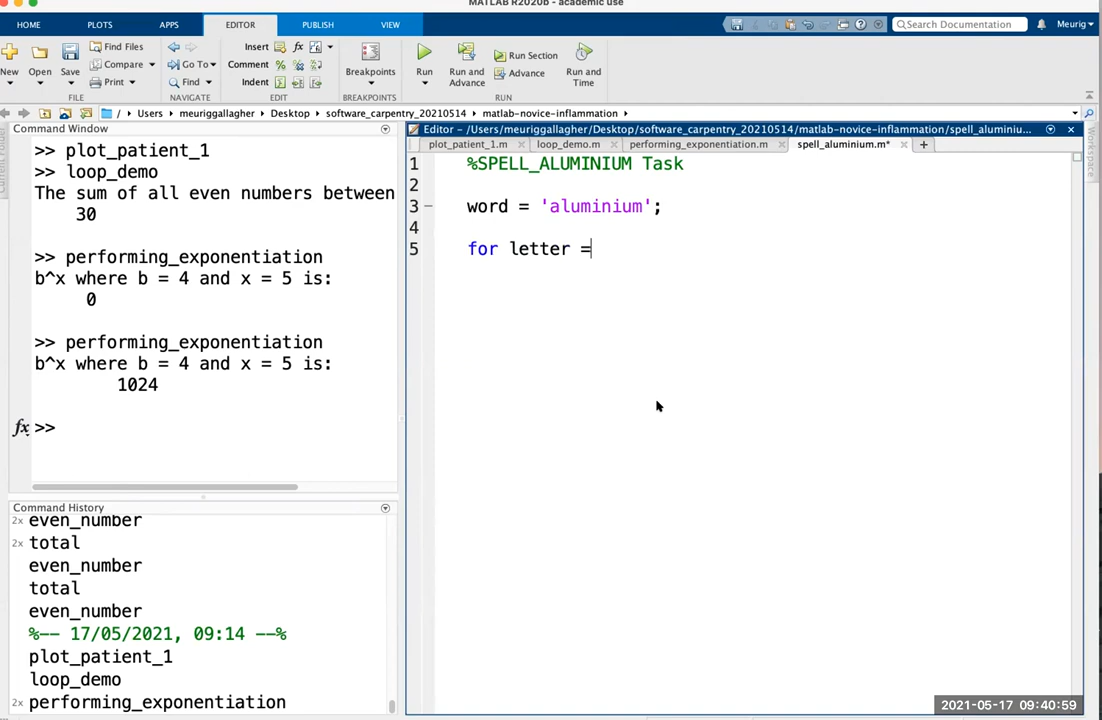 MATLAB R2020b - academic use
HOME PLOTS APPS EDITOR PUBLISH VIEW
Search Documentation Meurig
New Open Save
Find Files
Compare
Print
Go To
Find
Insert fx
Comment %
Indent
Breakpoints
Run
Run and Advance
Run Section
Advance
Run and Time
FILE NAVIGATE EDIT BREAKPOINTS RUN
/ Users meuriggallagher Desktop software_carpentry_20210514 matlab-novice-inflammation
Current Folder
Command Window
>> plot_patient_1
>> loop_demo
The sum of all even numbers between
30
>> performing_exponentiation
b^x where b = 4 and x = 5 is:
0
>> performing_exponentiation
b^x where b = 4 and x = 5 is:
1024
fx >>
Command History
2x even_number
2x total
even_number
total
even_number
%-- 17/05/2021, 09:14 --%
plot_patient_1
loop_demo
2x performing_exponentiation
Editor - /Users/meuriggallagher/Desktop/software_carpentry_20210514/matlab-novice-inflammation/spell_aluminiu...
plot_patient_1.m loop_demo.m performing_exponentiation.m spell_aluminium.m* +
1 %SPELL_ALUMINIUM Task
2
3 word = 'aluminium';
4
5 for letter =
Workspace
2021-05-17 09:40:59